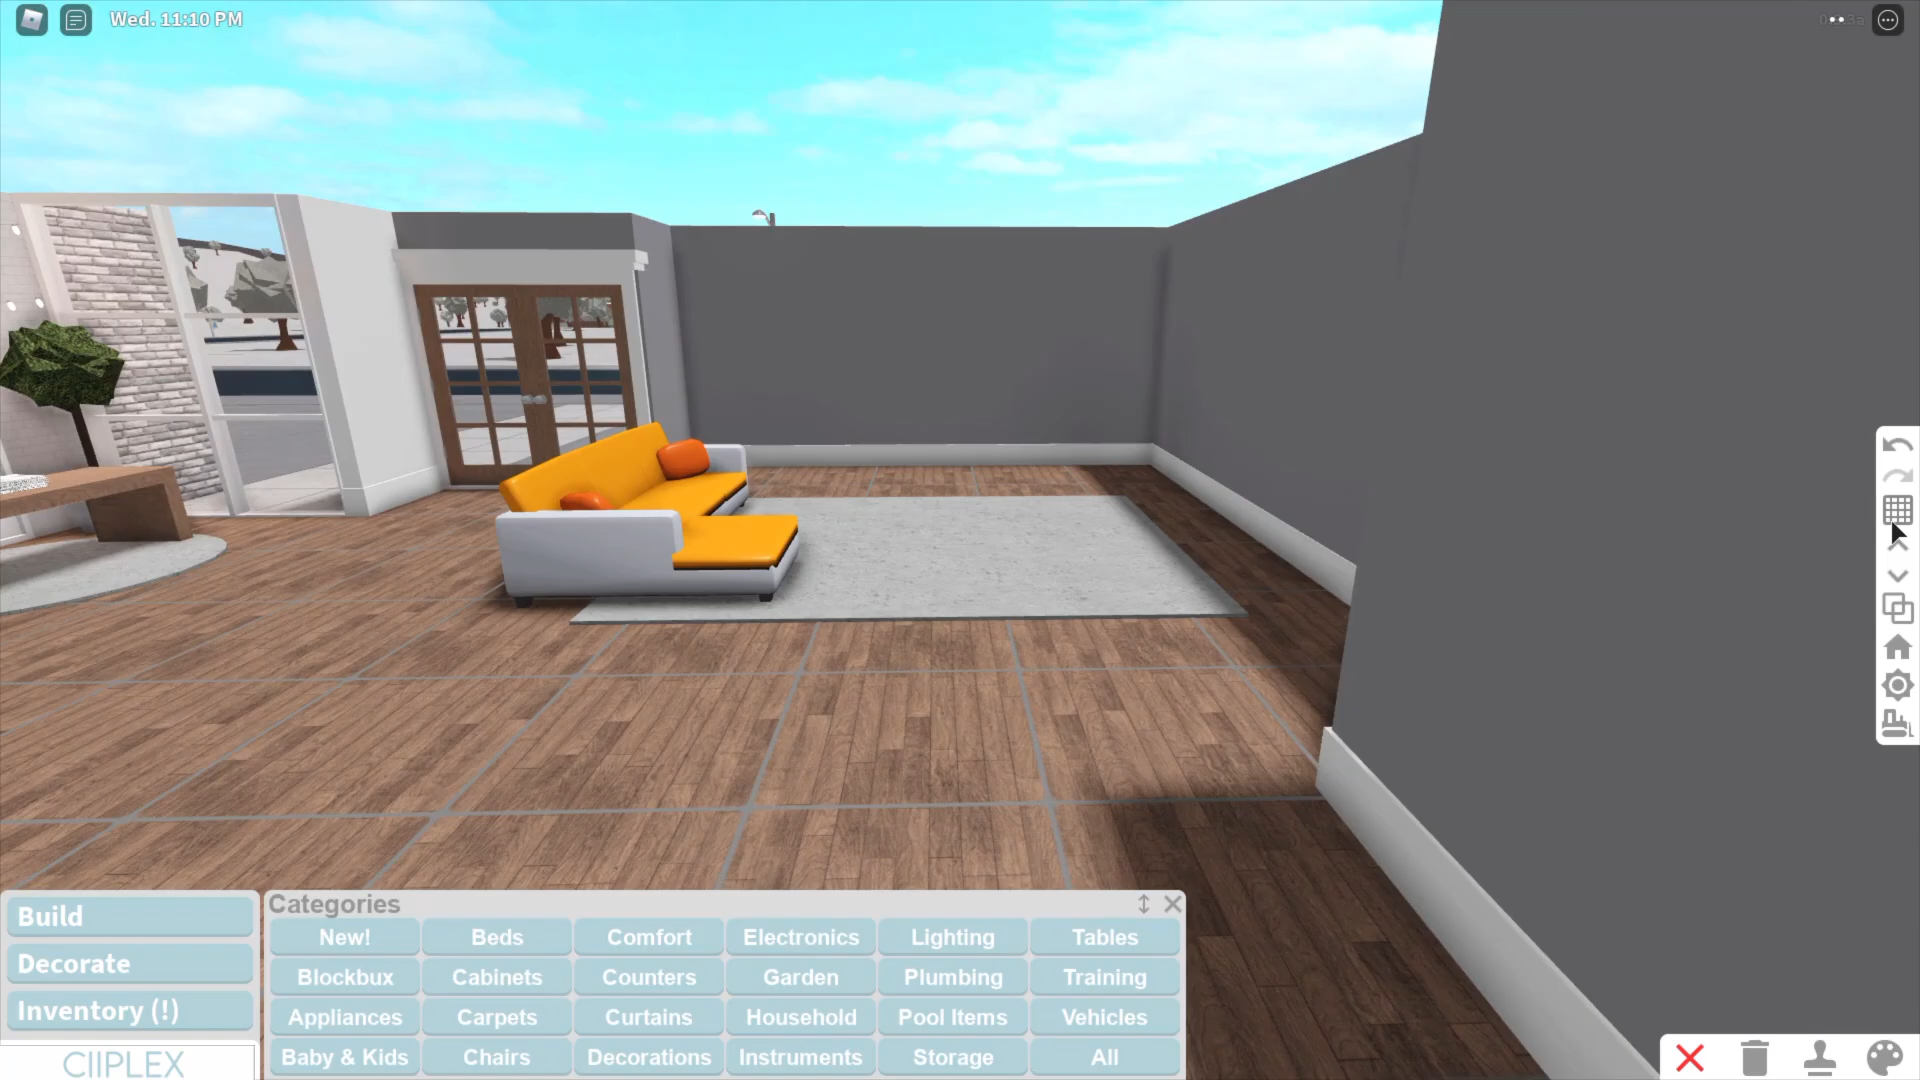 Wed. 11:10 PM
Build
Decorate
Inventory (!)
CIIPLEX
Categories
New! Beds Comfort Electronics Lighting Tables
Blockbux Cabinets Counters Garden Plumbing Training
Appliances Carpets Curtains Household Pool Items Vehicles
Baby & Kids Chairs Decorations Instruments Storage All